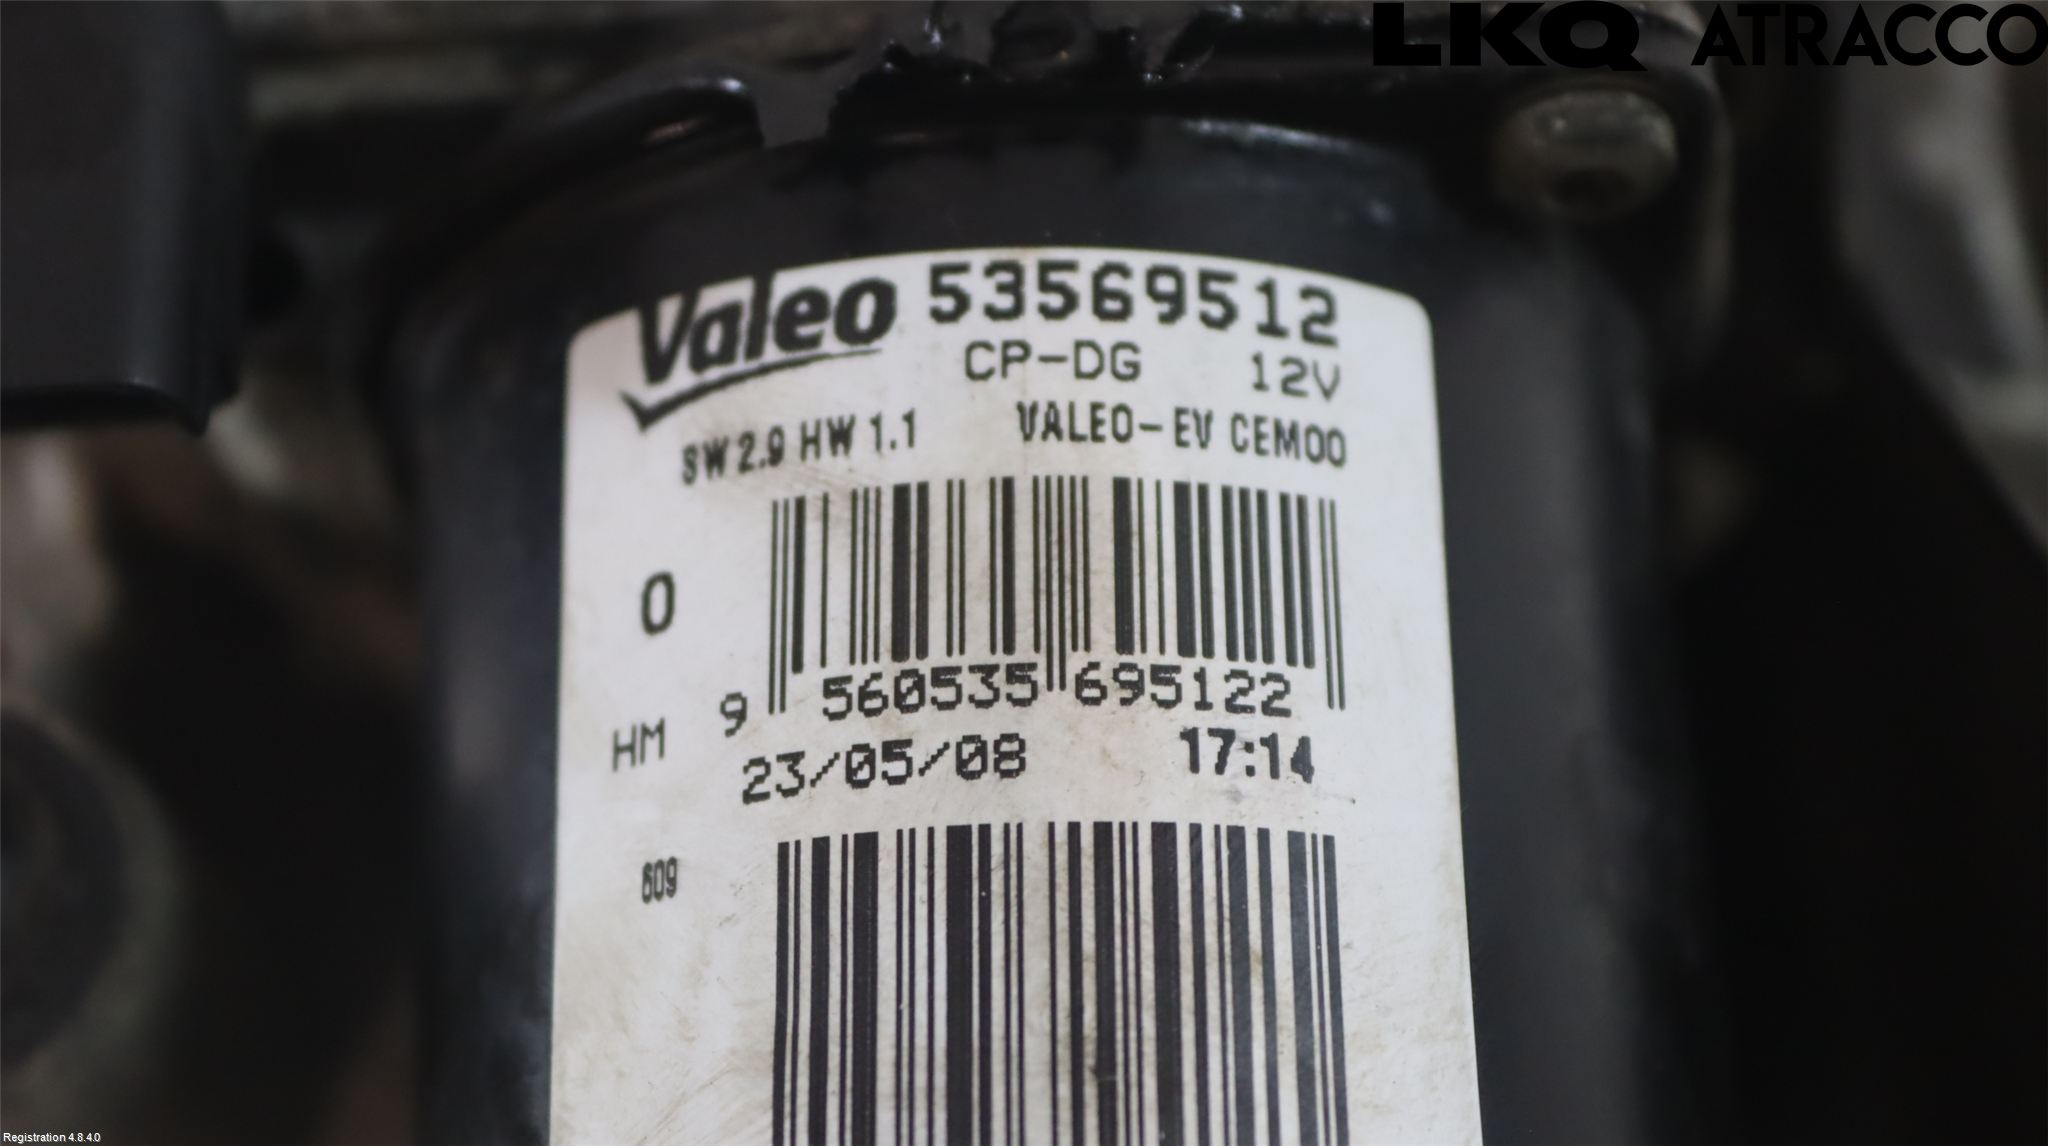 LKQ ATRACCO
Valeo 53569512
CP-DG 12V
SW 2.9 HW 1.1 VALEO-EV CEM00
0
9 560535 695122
HM
23/05/08 17:14
609
Registration 4.8.4.0